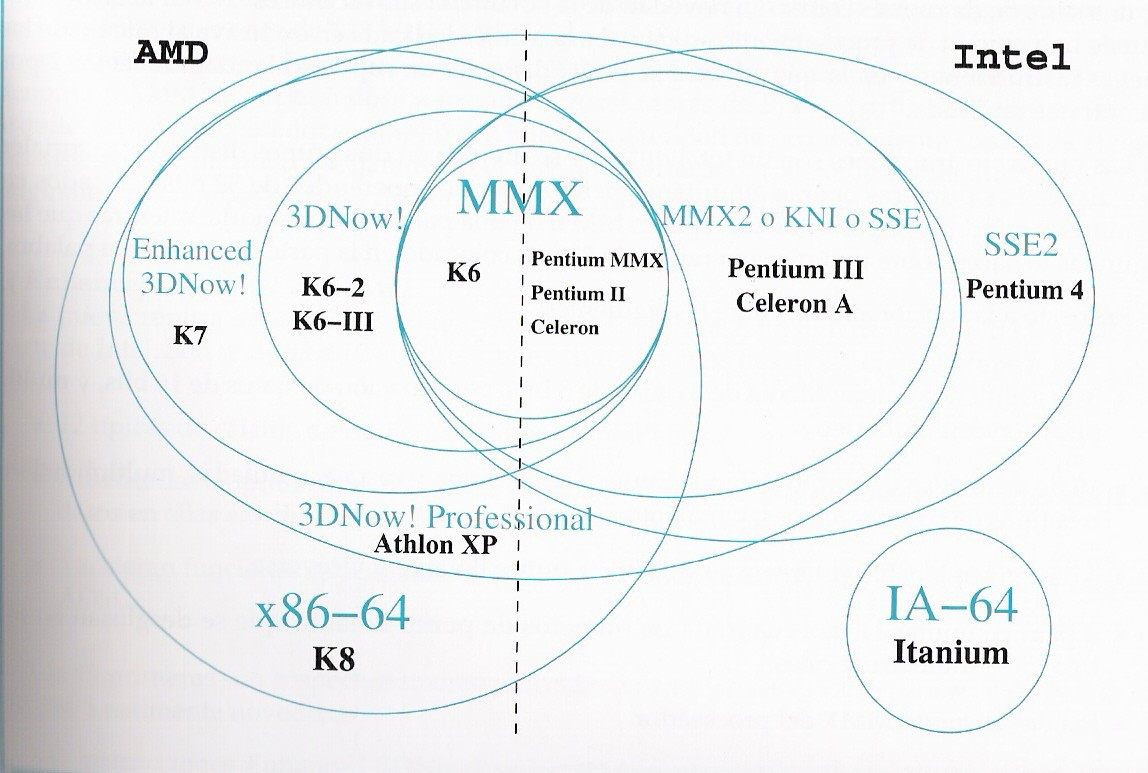 AMD
Intel
MMX
3DNow!
MMX2 o KNI o SSE
Enhanced
3DNow!
SSE2
K6
Pentium MMX
Pentium II
Celeron
K6-2
K6-III
Pentium III
Celeron A
Pentium 4
K7
3DNow! Professional
Athlon XP
x86-64
K8
IA-64
Itanium